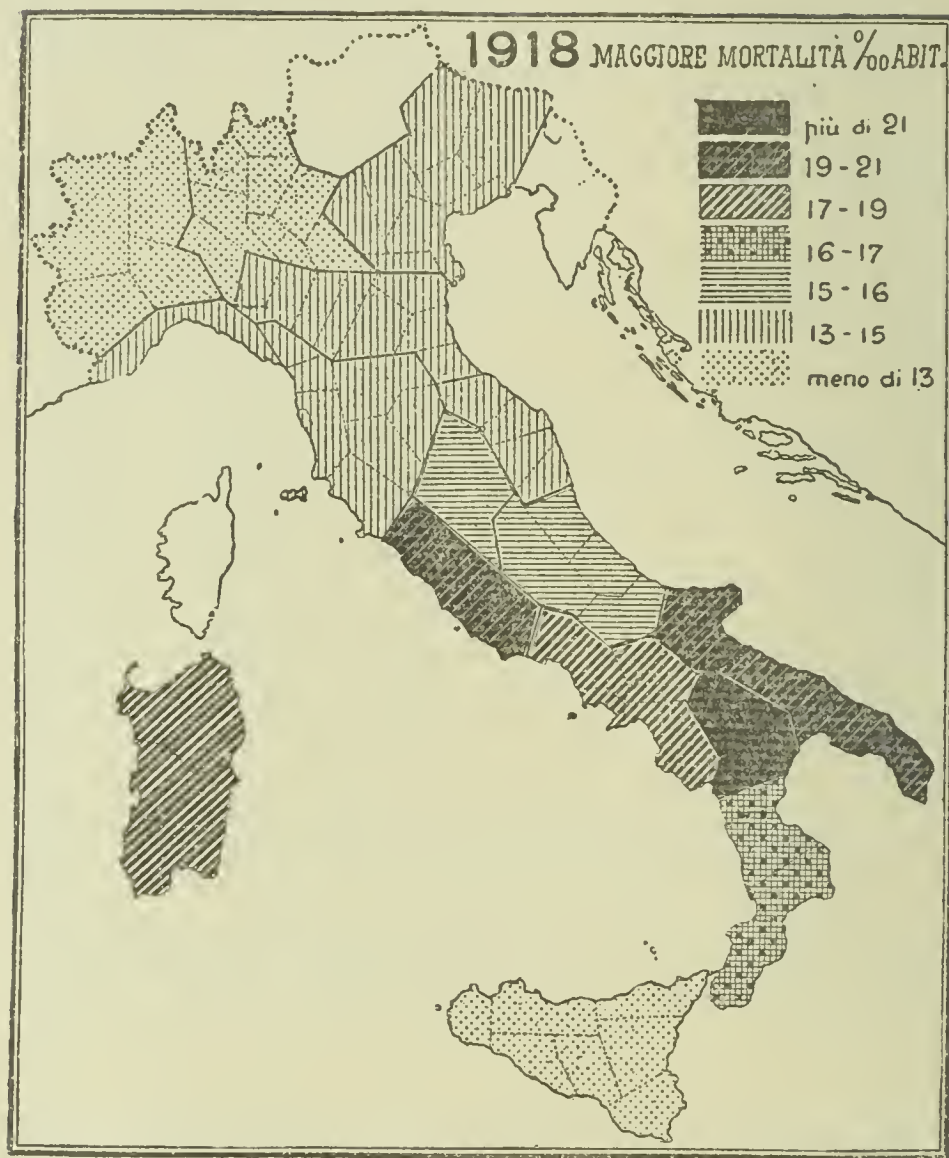 1918 MAGGIORE MORTALITÀ ‰ ABIT.
più di 21
19-21
17-19
16-17
15-16
13-15
meno di 13